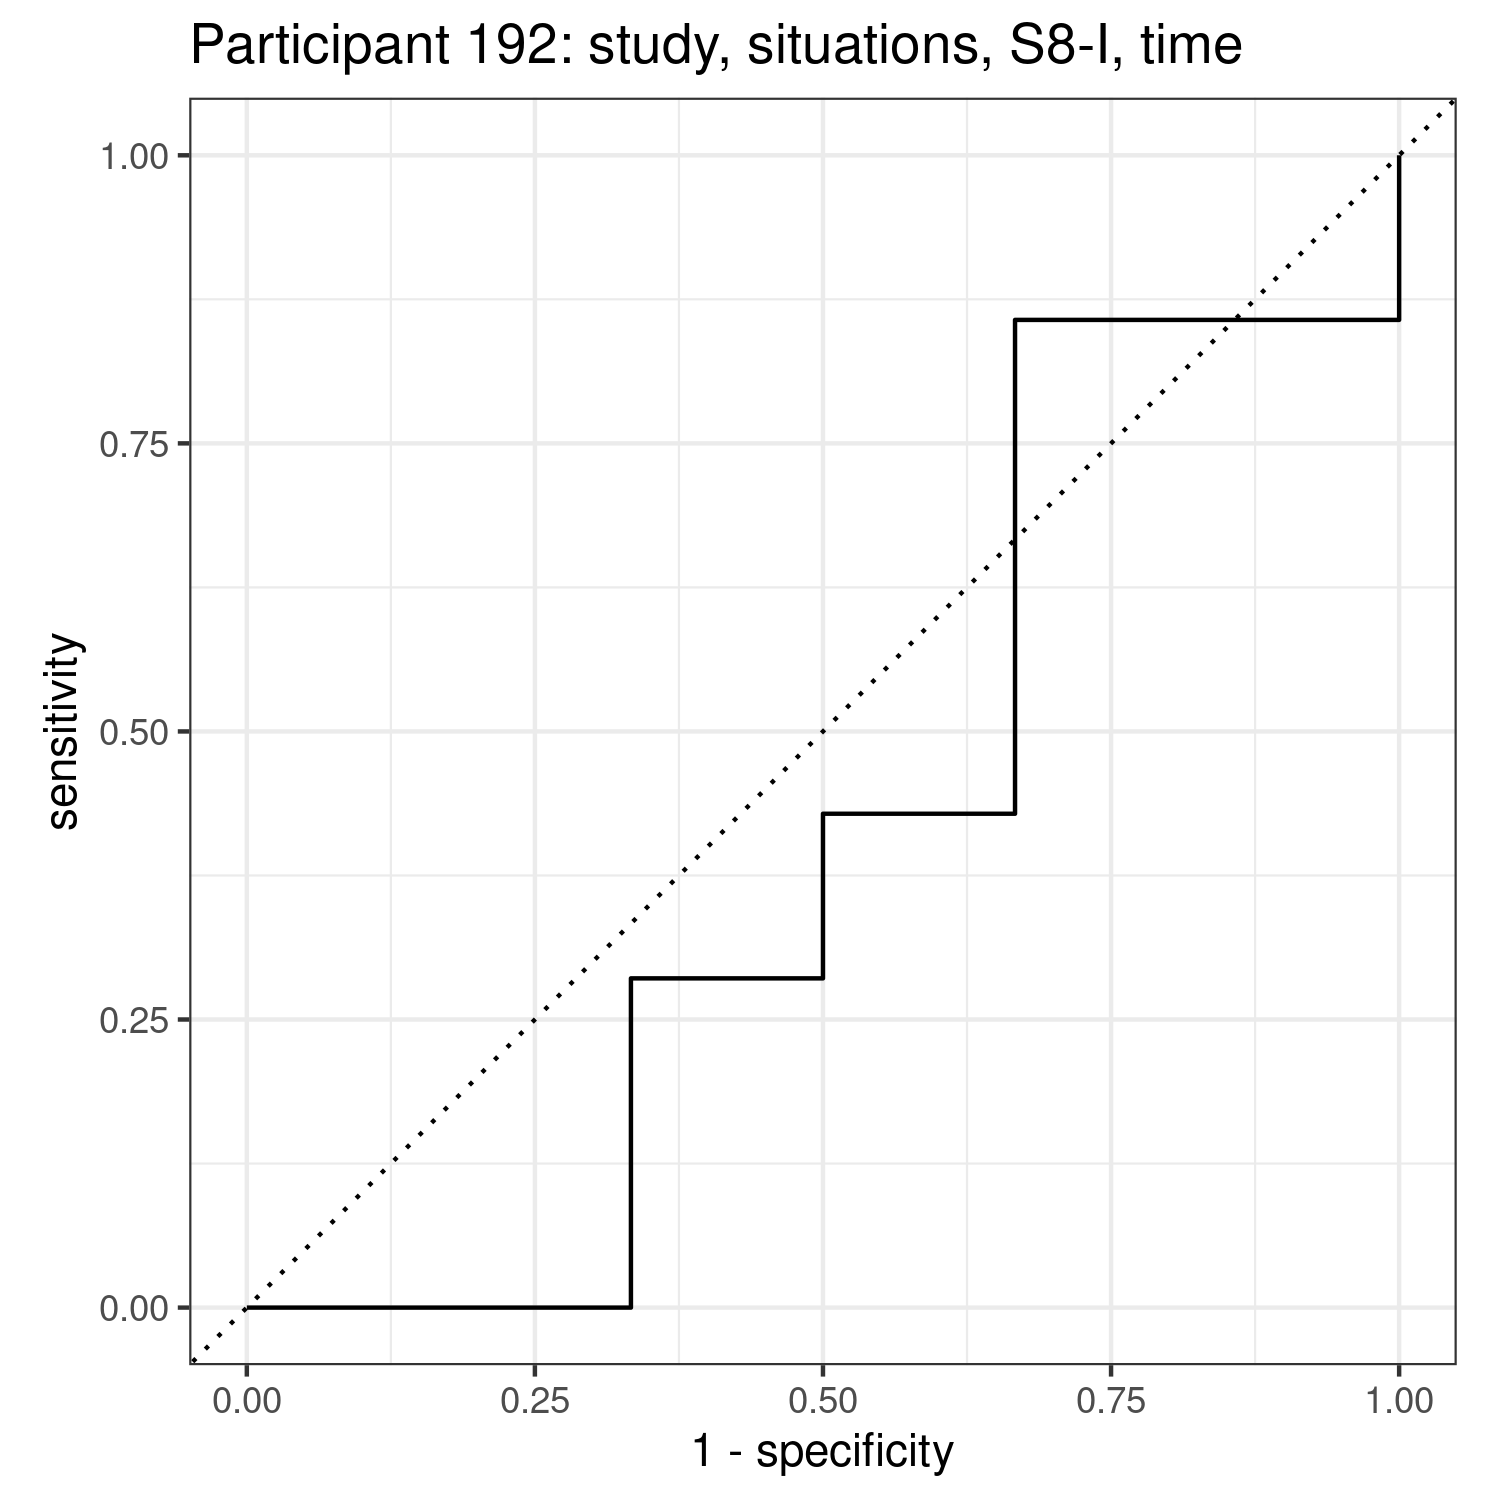 Participant 192: study, situations, S8-I, time
1.00
0.75
0.50
0.25
0.00
sensitivity
0.00 0.25 0.50 0.75 1.00
1 - specificity